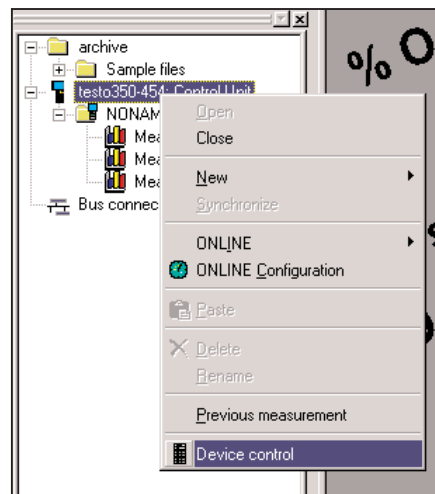 archive
Sample files
testo350-454: Control Unit
Open
Close
New
Synchronize
ONLINE
ONLINE Configuration
Paste
Delete
Rename
Previous measurement
Device control
NONAM
Mea
Mea
Mea
Bus connec
% O